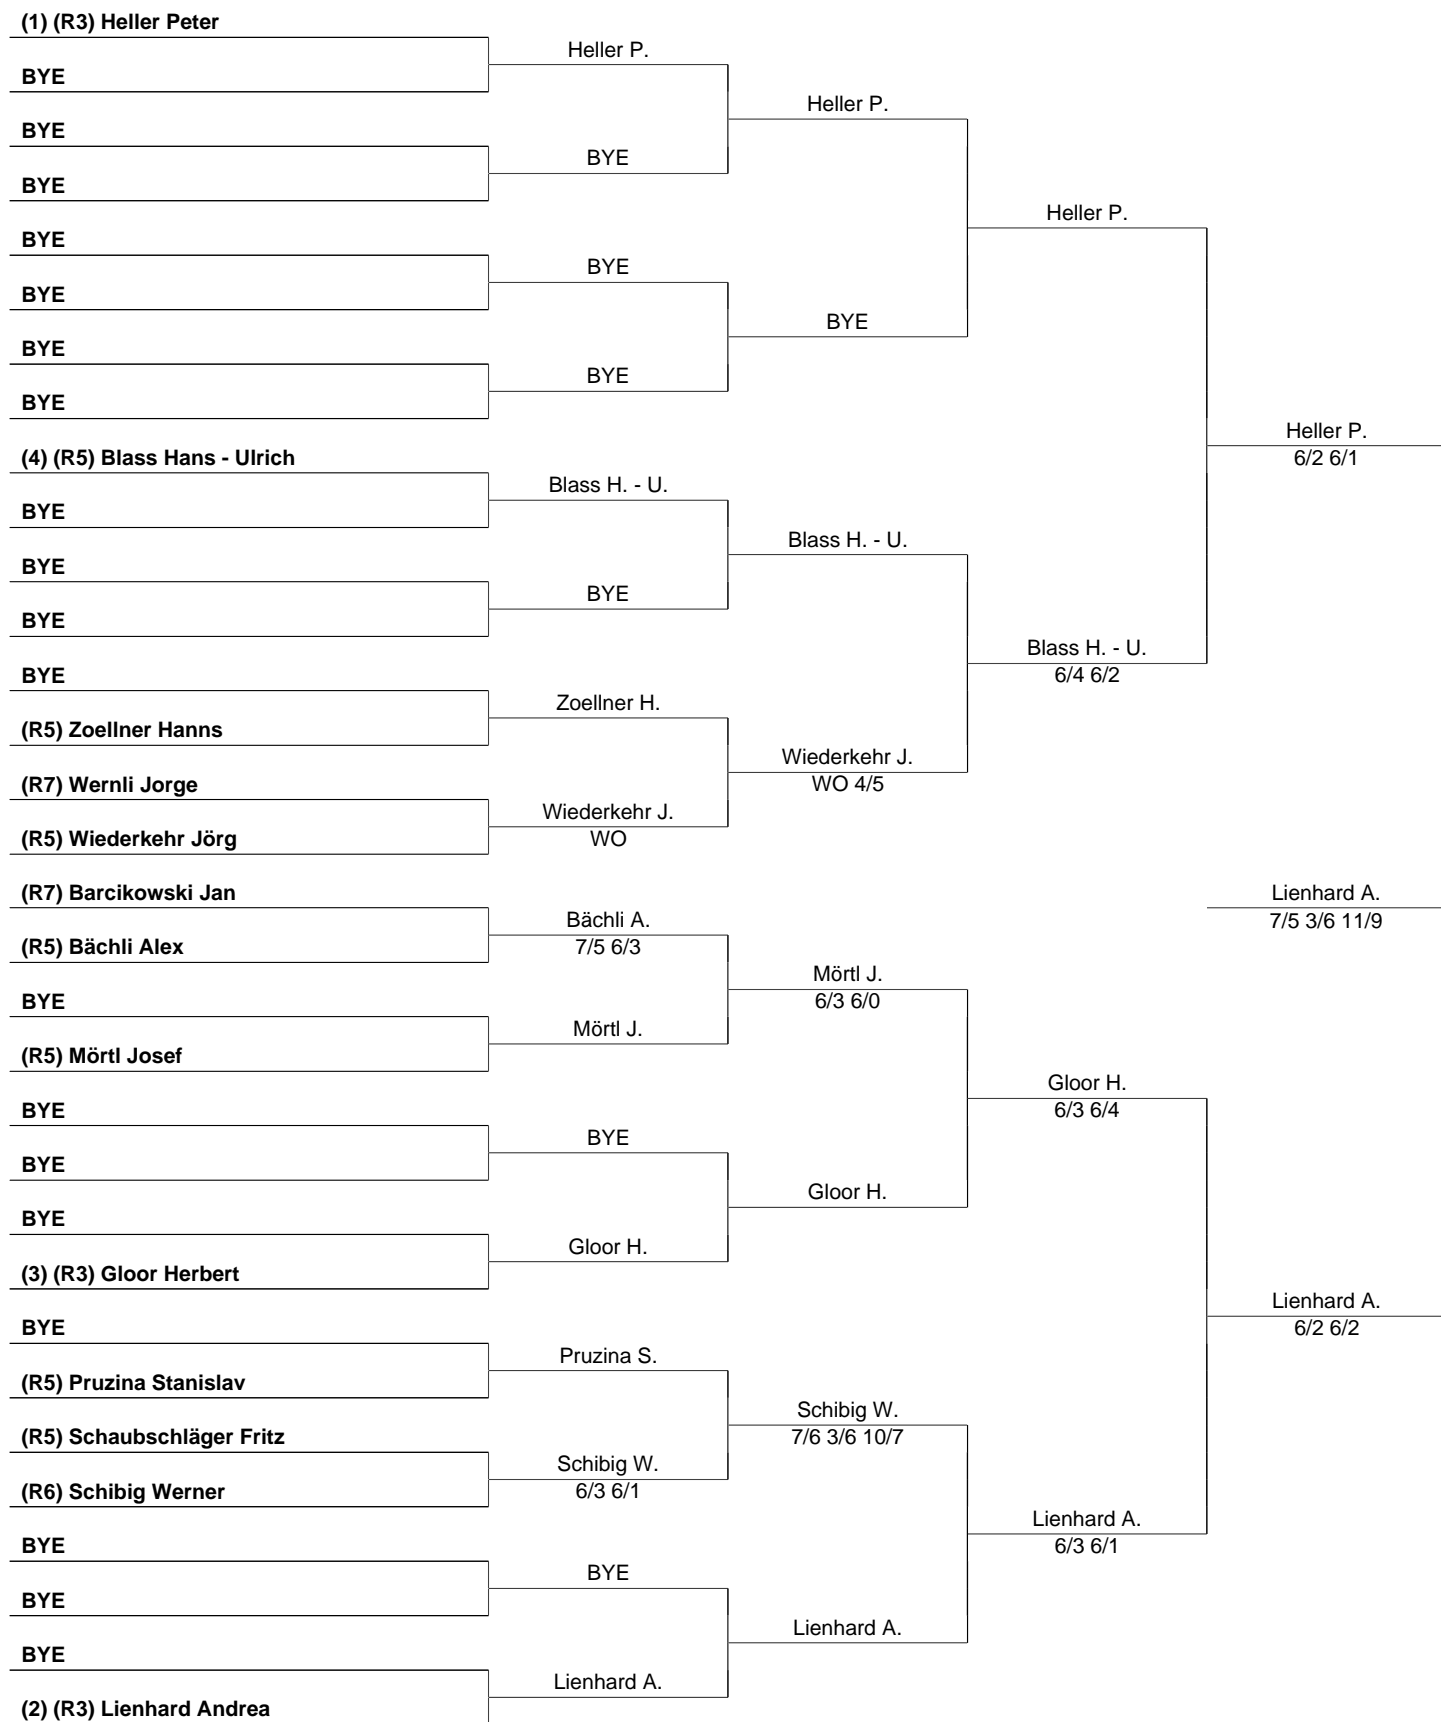 (1) (R3) Heller Peter
BYE
BYE
BYE
BYE
BYE
BYE
BYE
(4) (R5) Blass Hans - Ulrich
BYE
BYE
BYE
BYE
(R5) Zoellner Hanns
(R7) Wernli Jorge
(R5) Wiederkehr Jörg
(R7) Barcikowski Jan
(R5) Bächli Alex
BYE
(R5) Mörtl Josef
BYE
BYE
BYE
(3) (R3) Gloor Herbert
BYE
(R5) Pruzina Stanislav
(R5) Schaubschläger Fritz
(R6) Schibig Werner
BYE
BYE
BYE
(2) (R3) Lienhard Andrea
Heller P.
BYE
BYE
BYE
Blass H. - U.
BYE
Zoellner H.
Wiederkehr J.
WO
Bächli A.
7/5 6/3
Mörtl J.
BYE
Gloor H.
Pruzina S.
Schibig W.
6/3 6/1
BYE
Lienhard A.
Heller P.
BYE
Blass H. - U.
Wiederkehr J.
WO 4/5
Mörtl J.
6/3 6/0
Gloor H.
Schibig W.
7/6 3/6 10/7
Lienhard A.
Heller P.
Blass H. - U.
6/4 6/2
Gloor H.
6/3 6/4
Lienhard A.
6/3 6/1
Heller P.
6/2 6/1
Lienhard A.
7/5 3/6 11/9
Lienhard A.
6/2 6/2